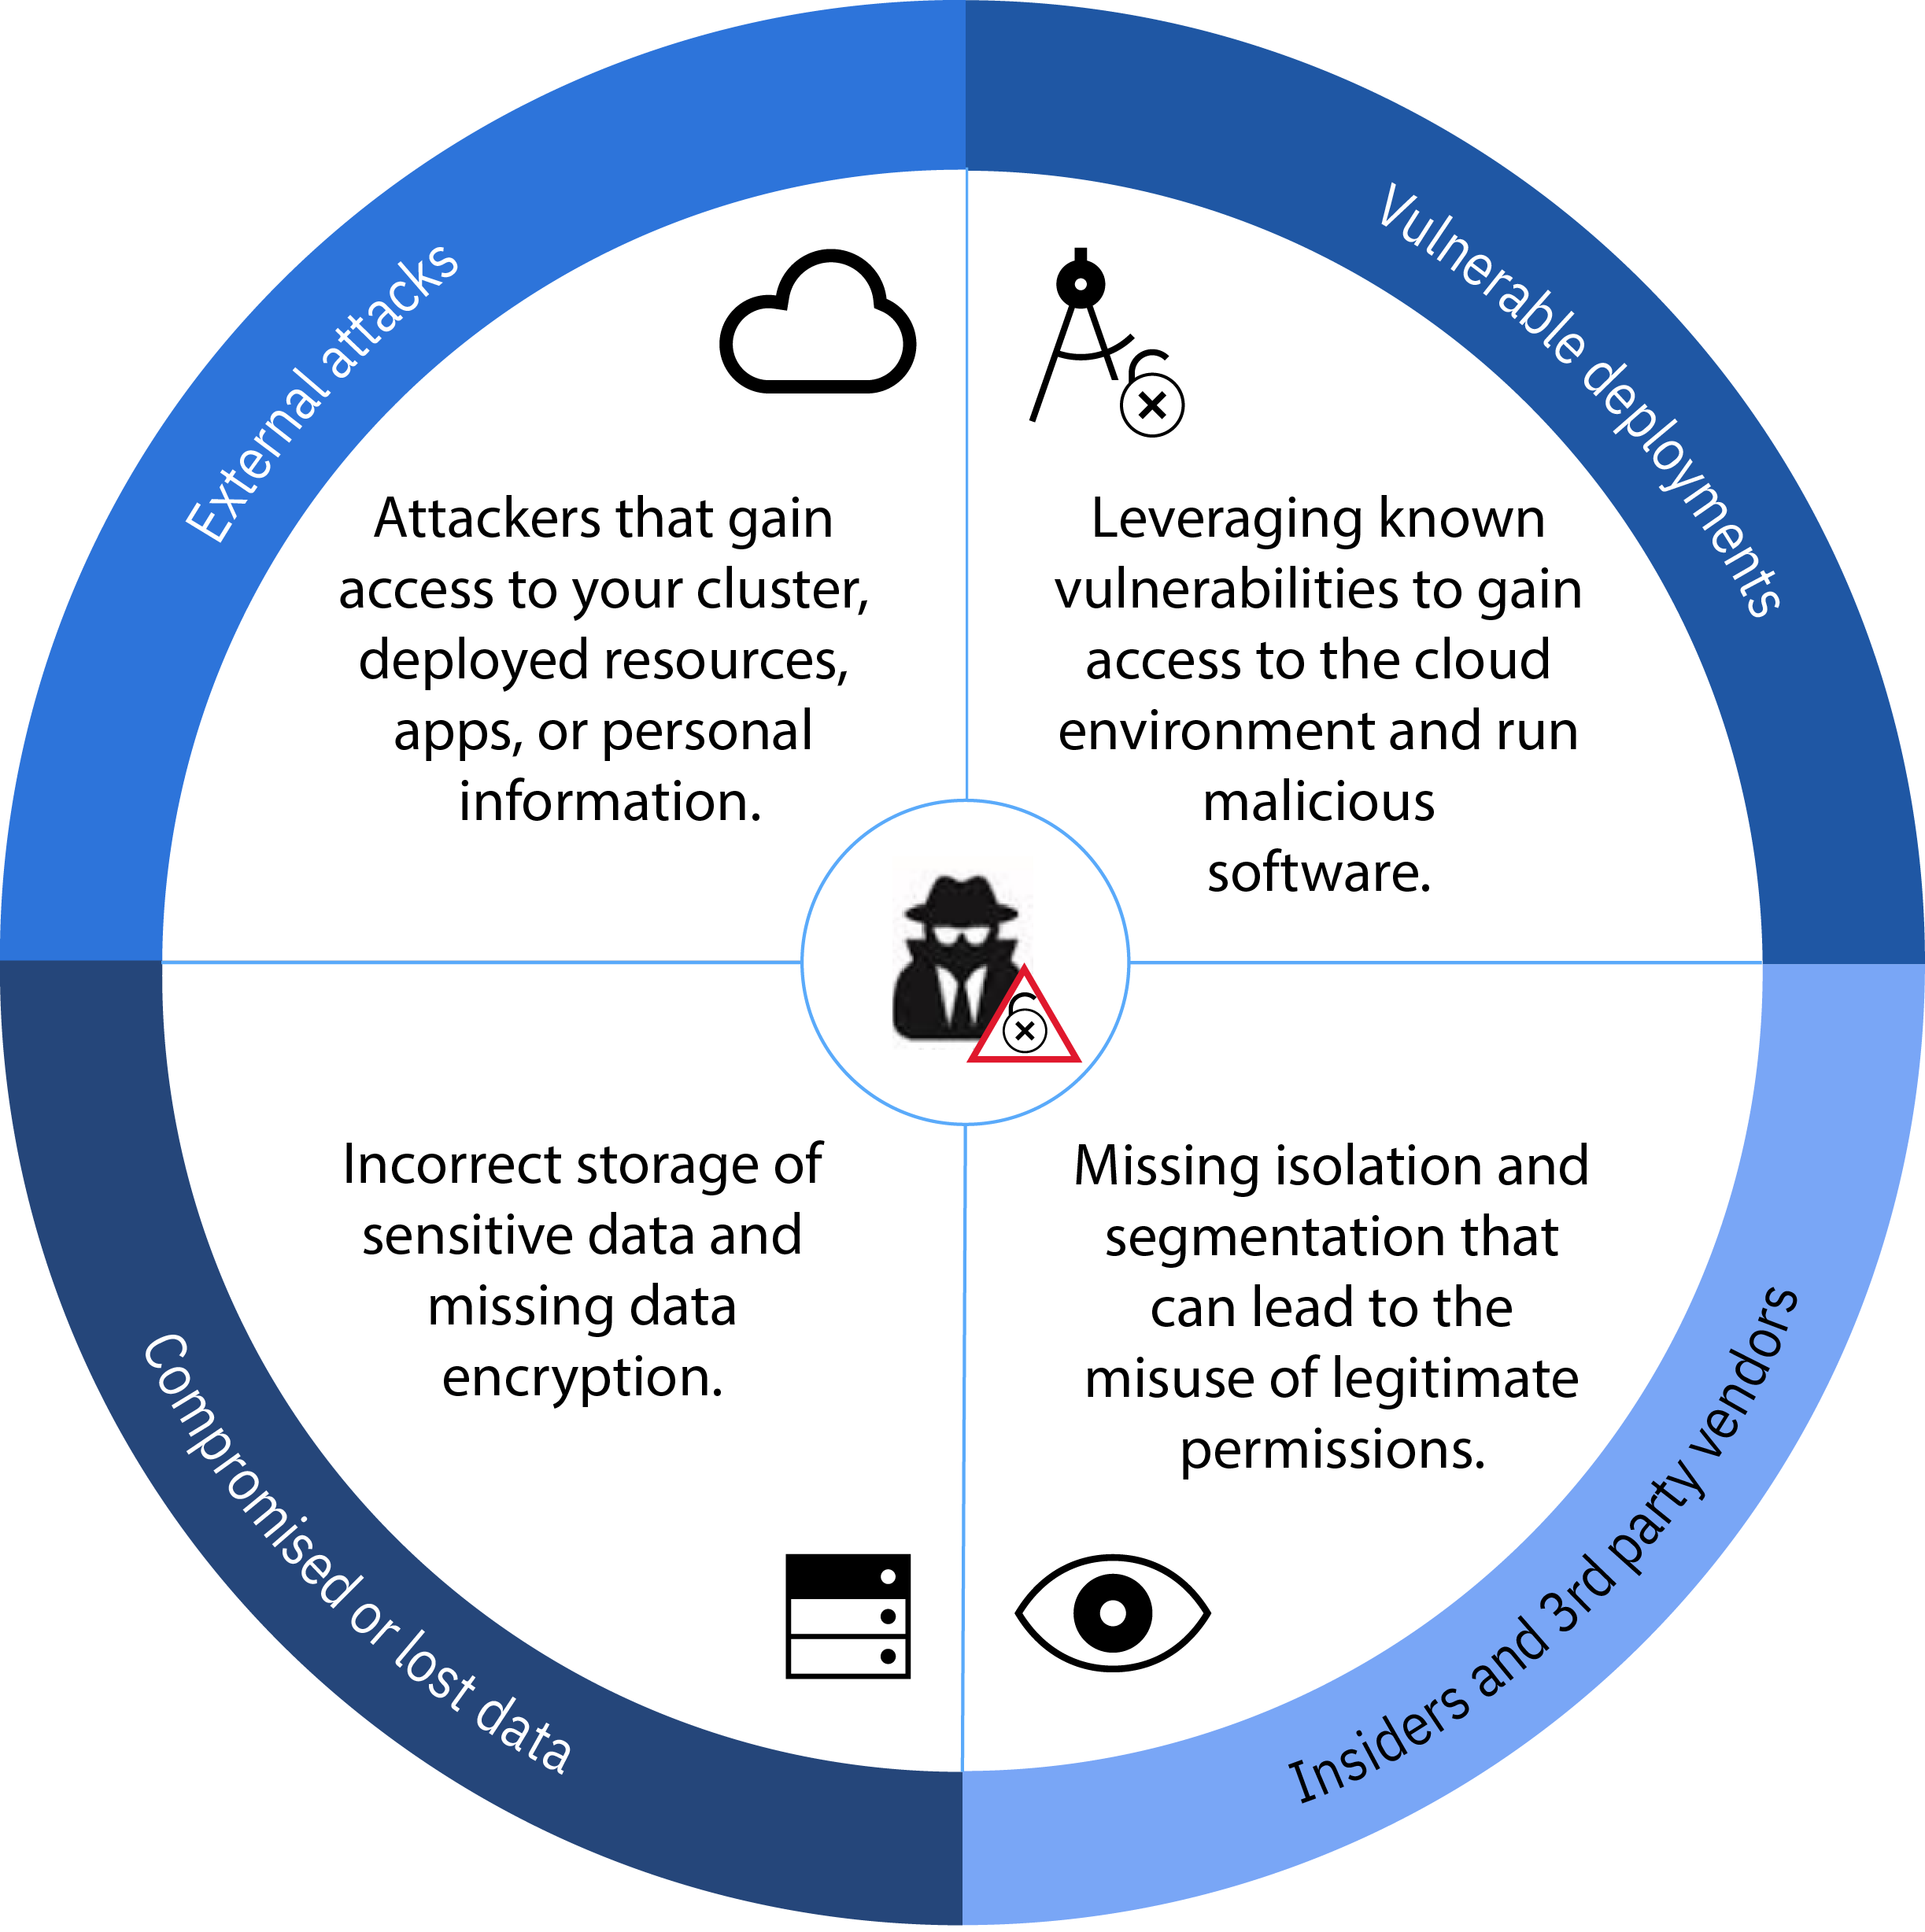 External attacks
Attackers that gain
access to your cluster,
deployed resources,
apps, or personal
information.
Vulnerable deployments
Leveraging known
vulnerabilities to gain
access to the cloud
environment and run
malicious
software.
Compromised or lost data
Incorrect storage of
sensitive data and
missing data
encryption.
Insiders and 3rd party vendors
Missing isolation and
segmentation that
can lead to the
misuse of legitimate
permissions.